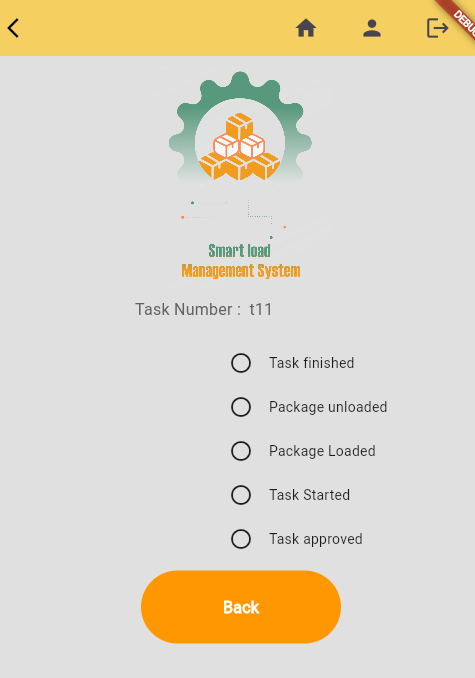 DEBUG
Smart load
Management System
Task Number : t11
Task finished
Package unloaded
Package Loaded
Task Started
Task approved
Back